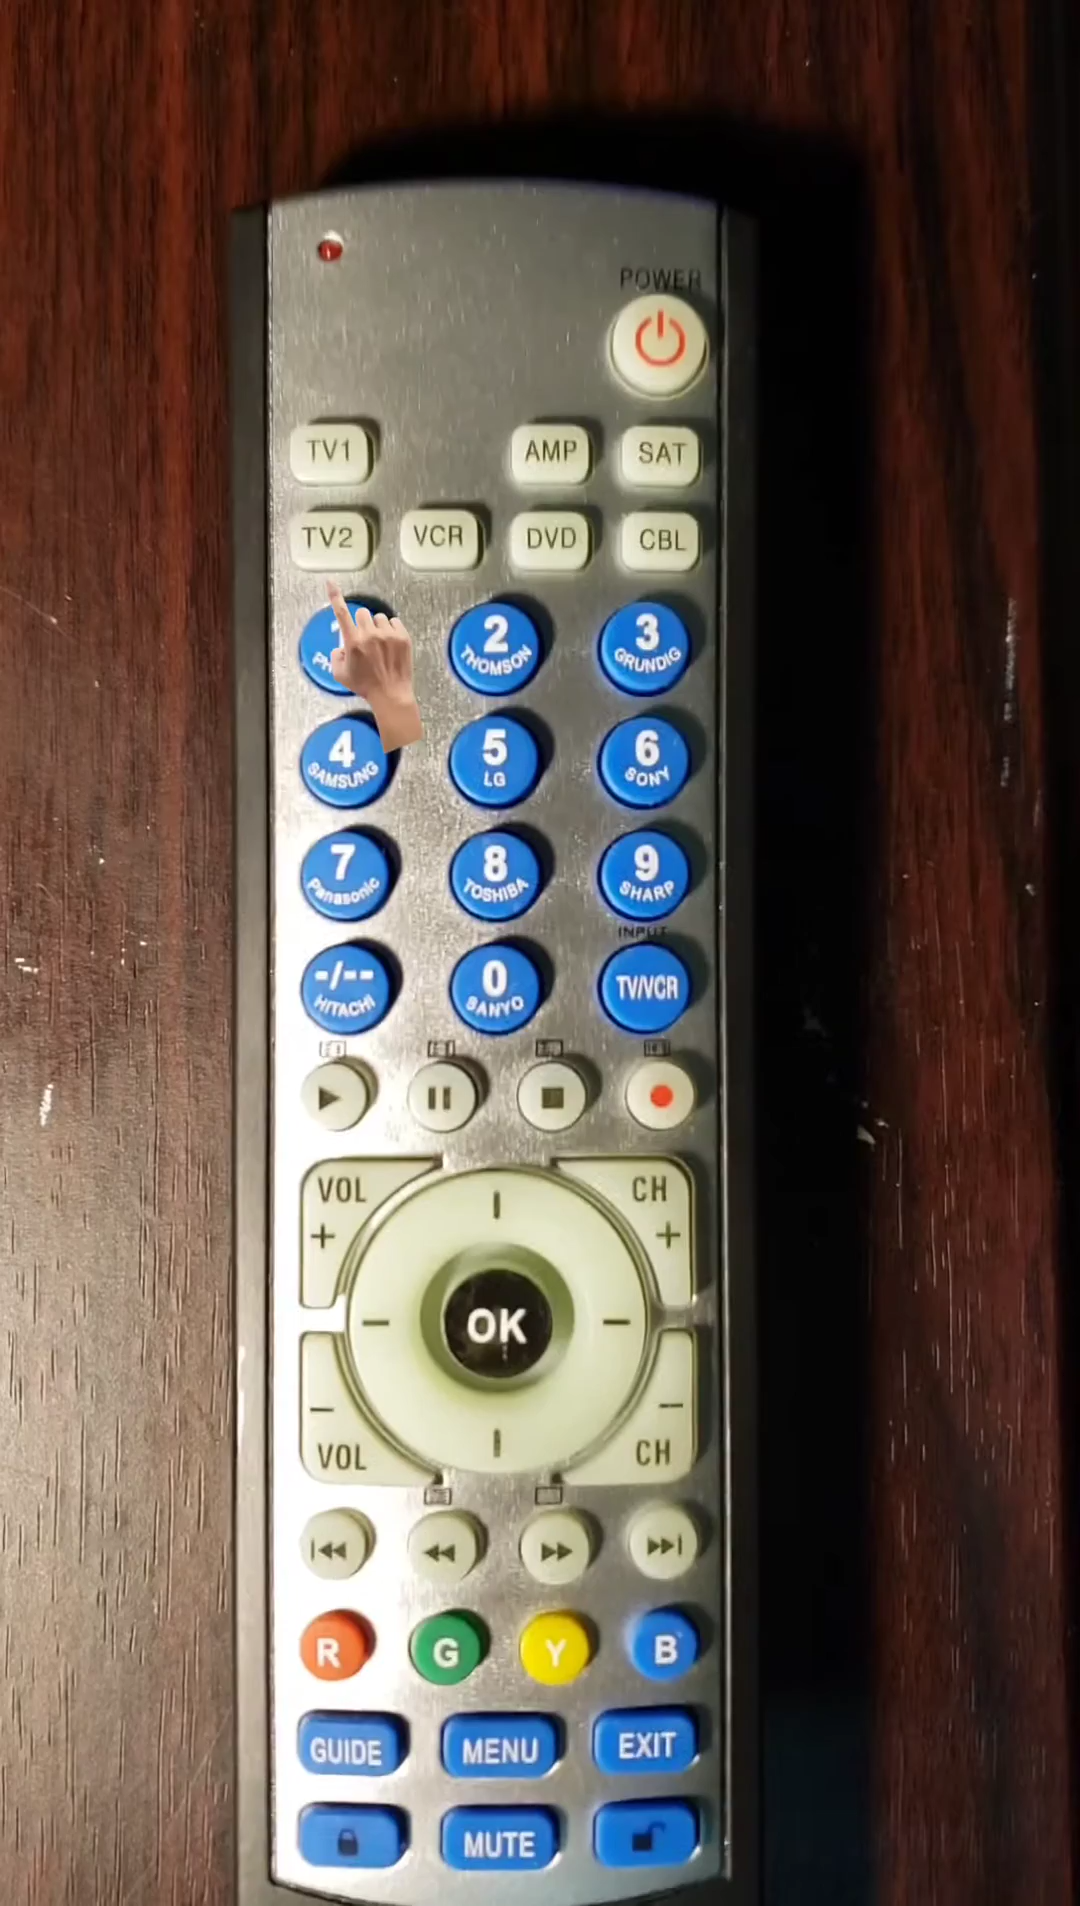 POWER
TV1 AMP SAT
TV2 VCR DVD CBL
2 3
THOMSON GRUNDIG
4 5 6
SAMSUNG LG SONY
7 8 9
Panasonic TOSHIBA SHARP
INPUT
-/-- 0 TV/VCR
HITACHI SANYO
VOL CH
+ +
OK
- -
VOL CH
R G Y B
GUIDE MENU EXIT
MUTE